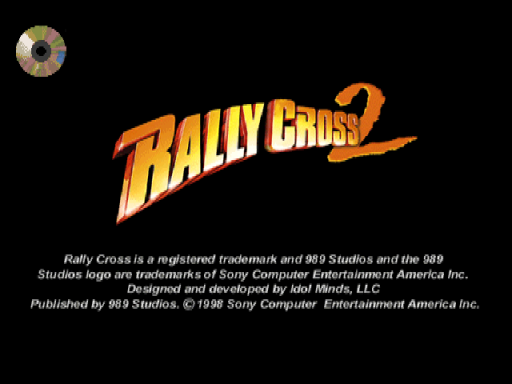 RALLY CROSS 2
Rally Cross is a registered trademark and 989 Studios and the 989
Studios logo are trademarks of Sony Computer Entertainment America Inc.
Designed and developed by Idol Minds, LLC
Published by 989 Studios. ©1998 Sony Computer Entertainment America Inc.